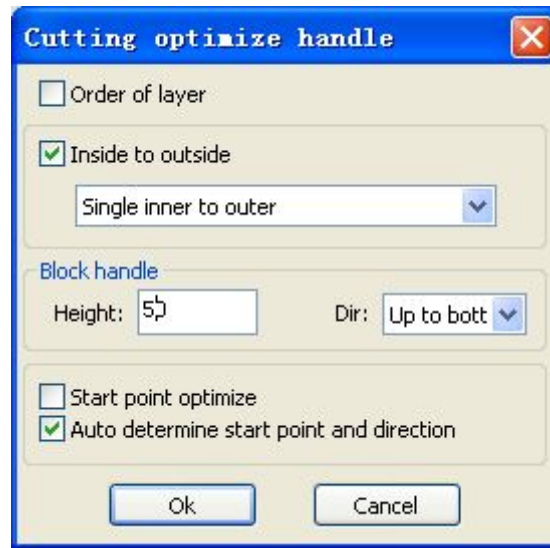 Cutting optimize handle
Order of layer
Inside to outside
Single inner to outer
Block handle
Height:
Dir: Up to bott
Start point optimize
Auto determine start point and direction
Ok Cancel